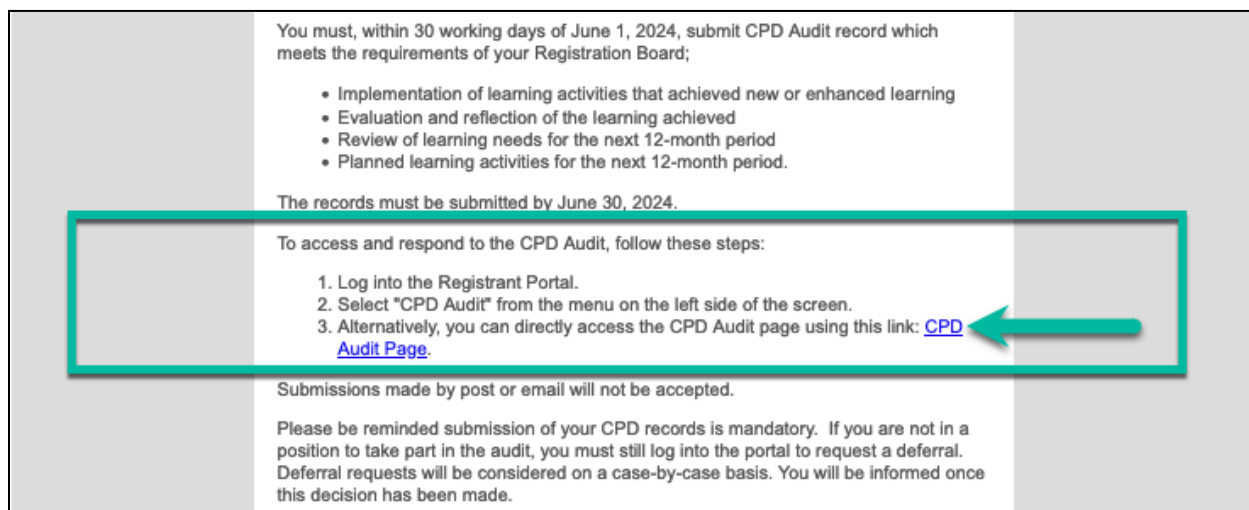 You must, within 30 working days of June 1, 2024, submit CPD Audit record which
meets the requirements of your Registration Board;
• Implementation of learning activities that achieved new or enhanced learning
• Evaluation and reflection of the learning achieved
• Review of learning needs for the next 12-month period
• Planned learning activities for the next 12-month period.
The records must be submitted by June 30, 2024.
To access and respond to the CPD Audit, follow these steps:
1. Log into the Registrant Portal.
2. Select "CPD Audit" from the menu on the left side of the screen.
3. Alternatively, you can directly access the CPD Audit page using this link: CPD
Audit Page.
Submissions made by post or email will not be accepted.
Please be reminded submission of your CPD records is mandatory.  If you are not in a
position to take part in the audit, you must still log into the portal to request a deferral.
Deferral requests will be considered on a case-by-case basis. You will be informed once
this decision has been made.